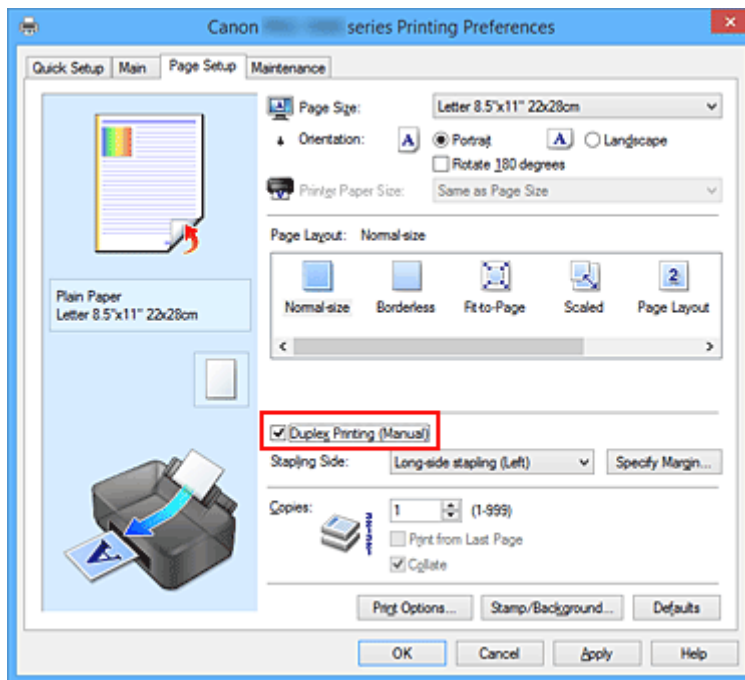 Canon series Printing Preferences
Quick Setup Main Page Setup Maintenance
Page Size: Letter 8.5"x11" 22x28cm
Orientation: A Portrait A Landscape
Rotate 180 degrees
Printer Paper Size: Same as Page Size
Page Layout: Normal-size
Normal-size Borderless Fit-to-Page Scaled 2 Page Layout
Plain Paper
Letter 8.5"x11" 22x28cm
Duplex Printing (Manual)
Stapling Side: Long-side stapling (Left) Specify Margin...
Copies: 1 (1-999)
Print from Last Page
Collate
A
Print Options... Stamp/Background... Defaults
OK Cancel Apply Help